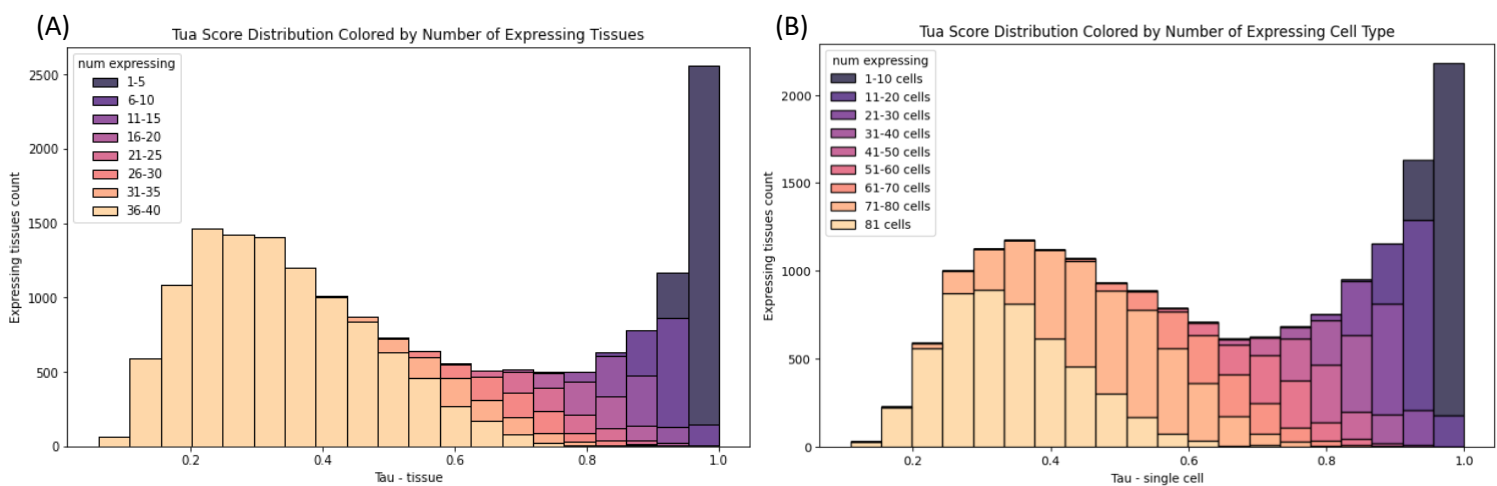 (A)
Tua Score Distribution Colored by Number of Expressing Tissues
num expressing
1-5
6-10
11-15
16-20
21-25
26-30
31-35
36-40
Expressing tissues count
0
500
1000
1500
2000
2500
0.2
0.4
0.6
0.8
1.0
Tau - tissue
(B)
Tua Score Distribution Colored by Number of Expressing Cell Type
num expressing
1-10 cells
11-20 cells
21-30 cells
31-40 cells
41-50 cells
51-60 cells
61-70 cells
71-80 cells
81 cells
Expressing tissues count
0
500
1000
1500
2000
0.2
0.4
0.6
0.8
1.0
Tau - single cell